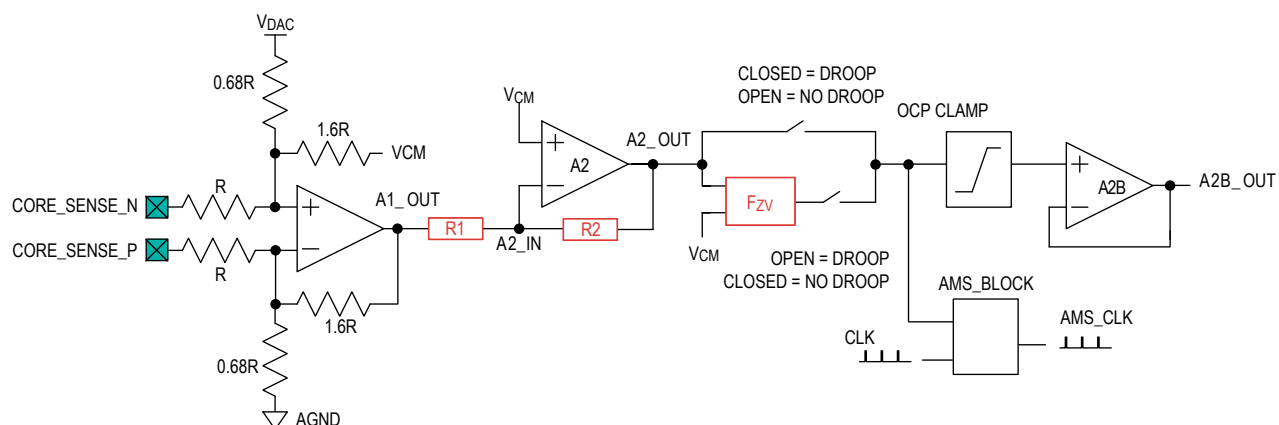 VDAC
0.68R
1.6R
VCM
CORE_SENSE_N
R
+
A1_OUT
CORE_SENSE_P
−
R
1.6R
0.68R
AGND
R1
A2_IN
VCM
+
−
A2
R2
A2_OUT
CLOSED = DROOP
OPEN = NO DROOP
FZV
VCM
OPEN = DROOP
CLOSED = NO DROOP
OCP CLAMP
+
−
A2B
A2B_OUT
AMS_BLOCK
CLK
AMS_CLK